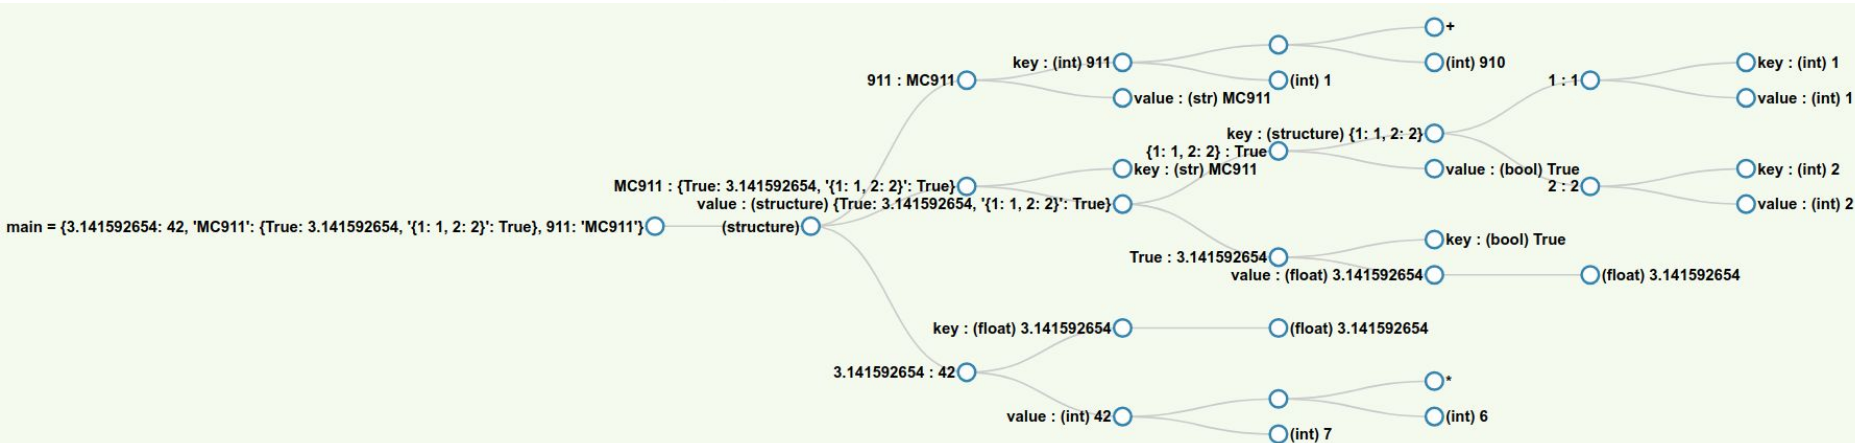 +
key : (int) 911
(int) 910
key : (int) 1
911 : MC911
(int) 1
1 : 1
value : (str) MC911
value : (int) 1
key : (structure) {1: 1, 2: 2}
{1: 1, 2: 2} : True
key : (str) MC911
value : (bool) True
key : (int) 2
MC911 : {True: 3.141592654, '{1: 1, 2: 2}': True}
2 : 2
value : (structure) {True: 3.141592654, '{1: 1, 2: 2}': True}
value : (int) 2
main = {3.141592654: 42, 'MC911': {True: 3.141592654, '{1: 1, 2: 2}': True}, 911: 'MC911'}
(structure)
key : (bool) True
True : 3.141592654
value : (float) 3.141592654
(float) 3.141592654
key : (float) 3.141592654
(float) 3.141592654
3.141592654 : 42
*
value : (int) 42
(int) 6
(int) 7